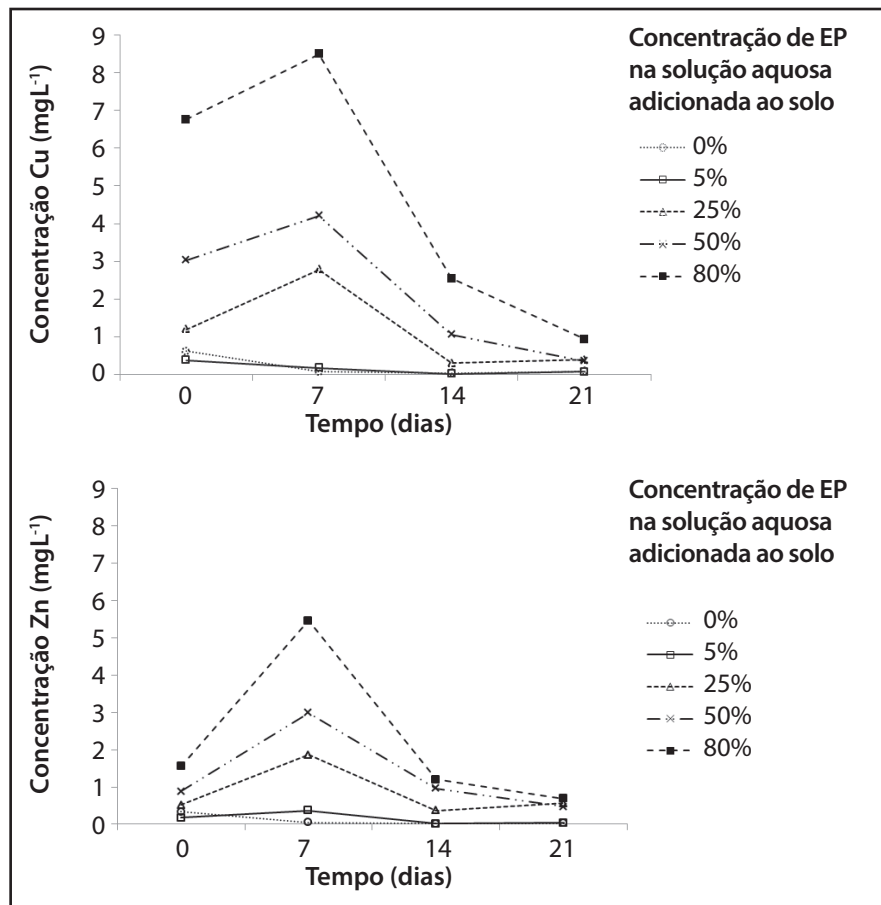 Concentração Cu (mgL⁻¹)
9
8
7
6
5
4
3
2
1
0
0 7 14 21
Tempo (dias)
Concentração de EP
na solução aquosa
adicionada ao solo
0%
5%
25%
50%
80%
Concentração Zn (mgL⁻¹)
9
8
7
6
5
4
3
2
1
0
0 7 14 21
Tempo (dias)
Concentração de EP
na solução aquosa
adicionada ao solo
0%
5%
25%
50%
80%